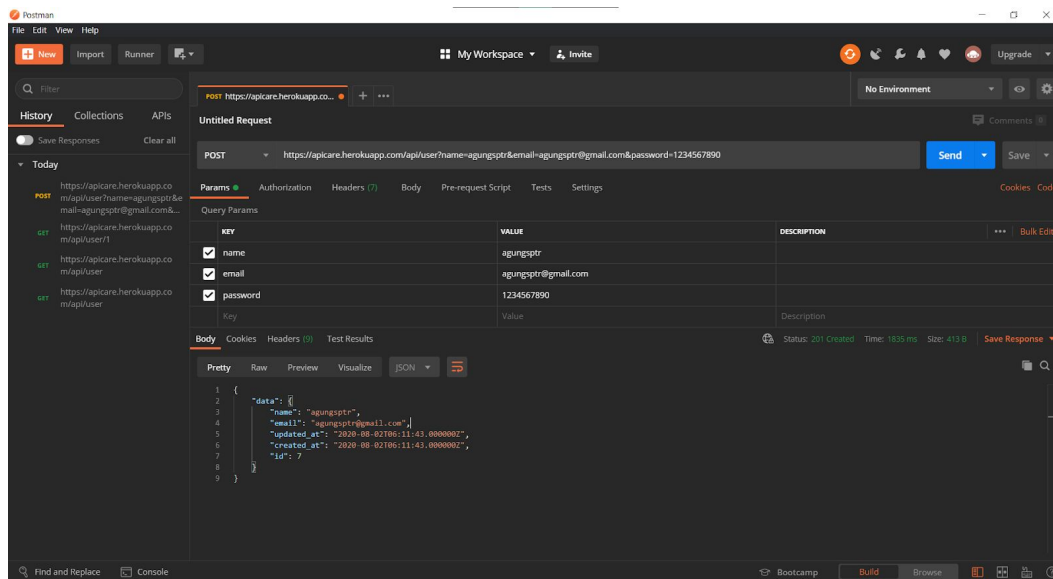 Postman
File Edit View Help
New Import Runner My Workspace Invite Upgrade
Filter
History Collections APIs
Save Responses Clear all
Today
POST https://apicare.herokuapp.co
m/api/user?name=agungsptr&e
mail=agungsptr@gmail.com&...
GET https://apicare.herokuapp.co
m/api/user/1
GET https://apicare.herokuapp.co
m/api/user
GET https://apicare.herokuapp.co
m/api/user
POST https://apicare.herokuapp.co... + ••• No Environment
Untitled Request Comments 0
POST https://apicare.herokuapp.com/api/user?name=agungsptr&email=agungsptr@gmail.com&password=1234567890 Send Save
Params Authorization Headers (7) Body Pre-request Script Tests Settings Cookies Cod
Query Params
KEY VALUE DESCRIPTION ••• Bulk Edit
name agungsptr
email agungsptr@gmail.com
password 1234567890
Key Value Description
Body Cookies Headers (9) Test Results Status: 201 Created Time: 1835 ms Size: 413 B Save Response
Pretty Raw Preview Visualize JSON
1 {
2 "data": {
3 "name": "agungsptr",
4 "email": "agungsptr@gmail.com",
5 "updated_at": "2020-08-02T06:11:43.000000Z",
6 "created_at": "2020-08-02T06:11:43.000000Z",
7 "id": 7
8 }
9 }
Find and Replace Console Bootcamp Build Browse